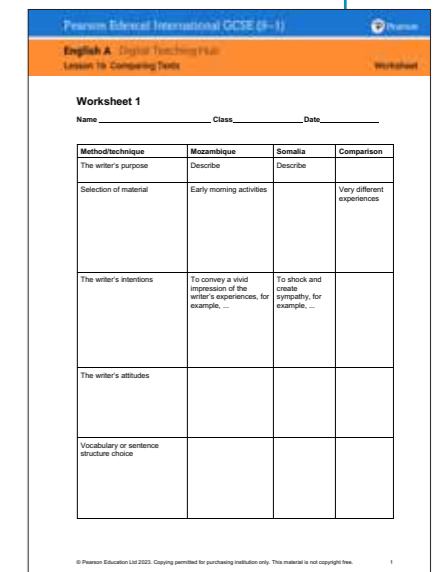 Pearson Edexcel International GCSE (9–1)
Pearson
English A Digital Teaching Hub
Lesson Comparing Texts
Worksheet
Worksheet 1
Name Class Date
Method/technique Mozambique Somalia Comparison
The writer's purpose Describe Describe
Selection of material Early morning activities Very different
experiences
The writer's intentions To convey a vivid To shock and
impression of the create
writer's experiences, for sympathy, for
example, ... example, ...
The writer's attitudes
Vocabulary or sentence
structure choice
© Pearson Education Ltd 2023. Copying permitted for purchasing institution only. This material is not copyright free. 1